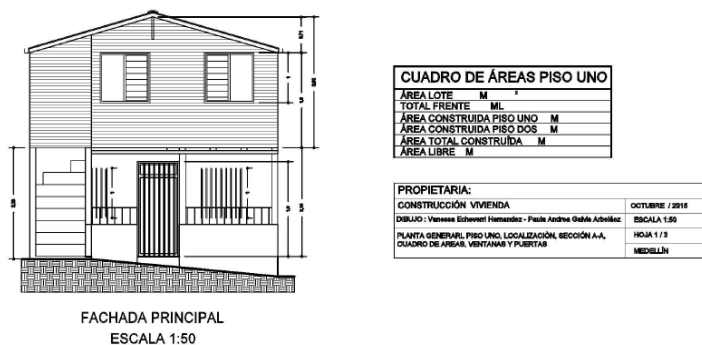 FACHADA PRINCIPAL
ESCALA 1:50
CUADRO DE ÁREAS PISO UNO
ÁREA LOTE M ²
TOTAL FRENTE ML
ÁREA CONSTRUIDA PISO UNO M
ÁREA CONSTRUIDA PISO DOS M
ÁREA TOTAL CONSTRUÍDA M
ÁREA LIBRE M
PROPIETARIA:
CONSTRUCCIÓN VIVIENDA
OCTUBRE / 2016
DIBUJO : Vanessa Echeverri Hernandez - Paula Andrea Galvis Arbeláez
ESCALA 1:50
PLANTA GENERARL PISO UNO, LOCALIZACIÓN, SECCIÓN A-A,
CUADRO DE AREAS, VENTANAS Y PUERTAS
HOJA 1 / 3
MEDELLÍN